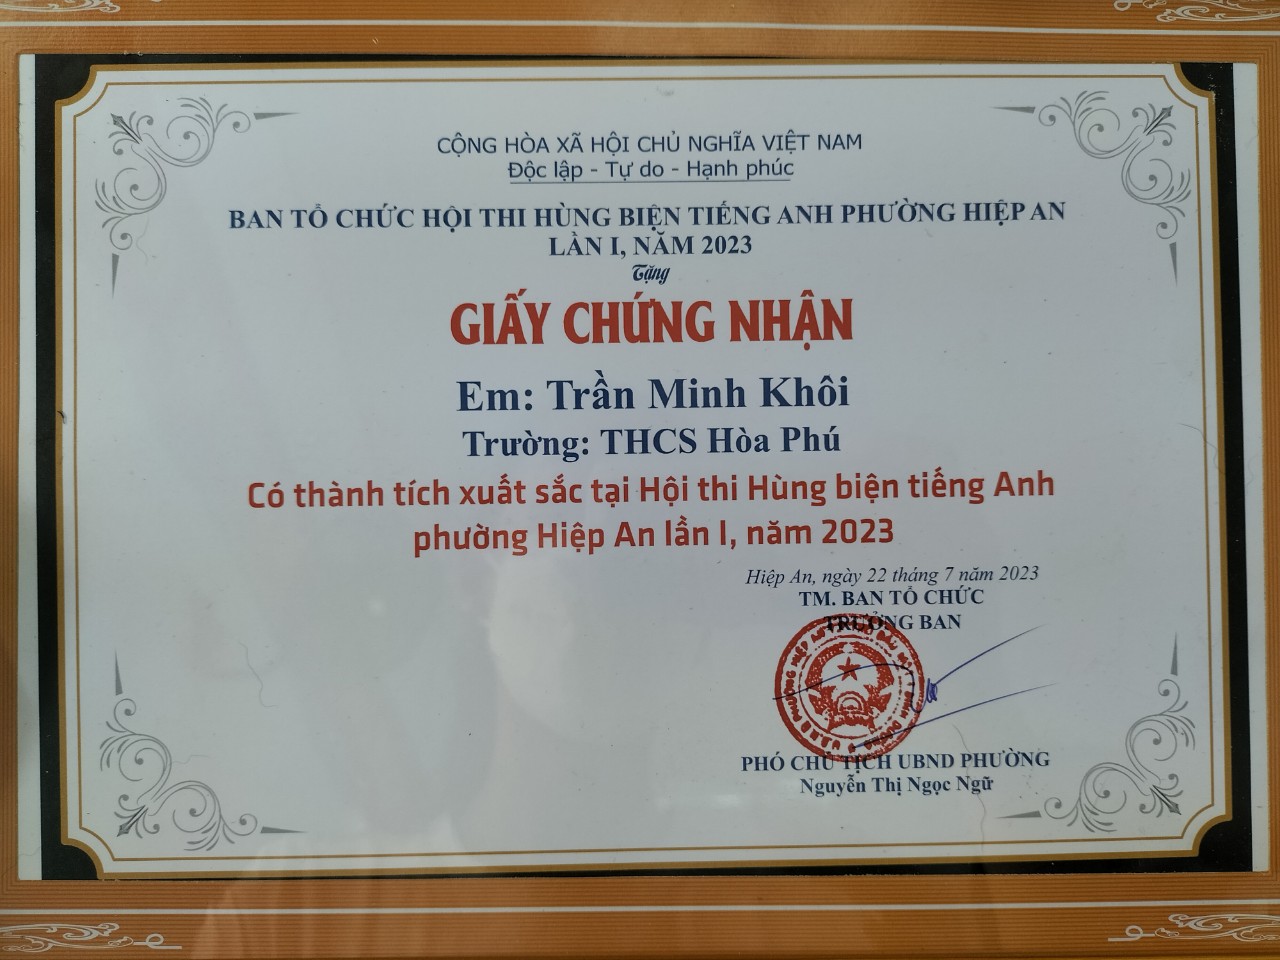 CỘNG HÒA XÃ HỘI CHỦ NGHĨA VIỆT NAM
Độc lập - Tự do - Hạnh phúc
BAN TỔ CHỨC HỘI THI HÙNG BIỆN TIẾNG ANH PHƯỜNG HIỆP AN
LẦN I, NĂM 2023
Tặng
GIẤY CHỨNG NHẬN
Em: Trần Minh Khôi
Trường: THCS Hòa Phú
Có thành tích xuất sắc tại Hội thi Hùng biện tiếng Anh
phường Hiệp An lần I, năm 2023
Hiệp An, ngày 22 tháng 7 năm 2023
TM. BAN TỔ CHỨC
TRƯỞNG BAN
PHÓ CHỦ TỊCH UBND PHƯỜNG
Nguyễn Thị Ngọc Ngữ